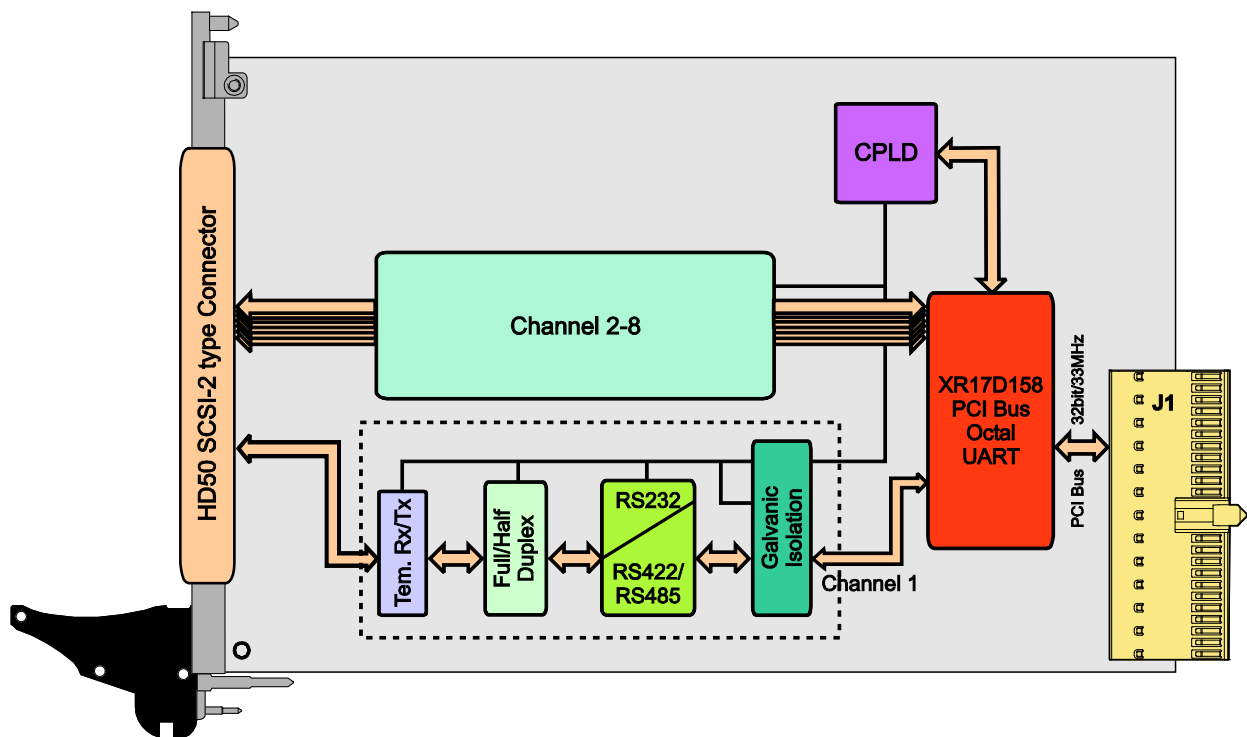 CPLD
HD50 SCSI-2 type Connector
Channel 2-8
XR17D158
PCI Bus
Octal
UART
32bit/33MHz
PCI Bus
J1
Tem. Rx/Tx
Full/Half
Duplex
RS232
RS422/
RS485
Galvanic
Isolation
Channel 1